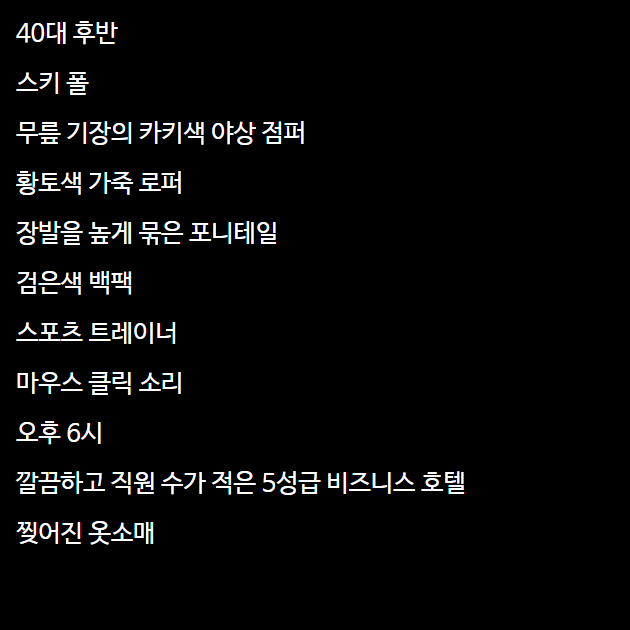 40대 후반
스키 폴
무릎 기장의 카키색 야상 점퍼
황토색 가죽 로퍼
장발을 높게 묶은 포니테일
검은색 백팩
스포츠 트레이너
마우스 클릭 소리
오후 6시
깔끔하고 직원 수가 적은 5성급 비즈니스 호텔
찢어진 옷소매